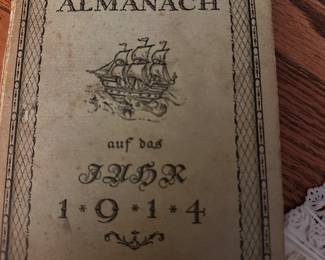 ALMANACH
auf das
JAHR
1*9*1*4